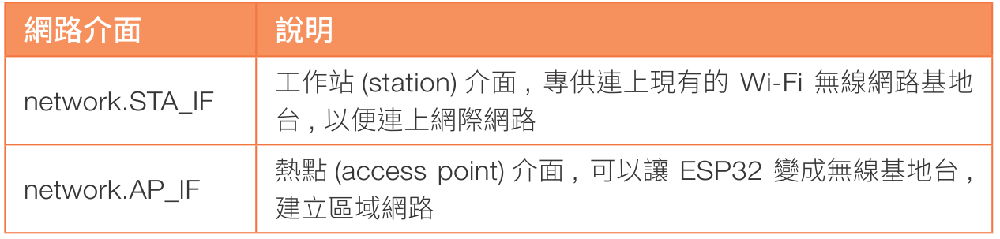 網路介面 說明
network.STA_IF 工作站 (station) 介面，專供連上現有的 Wi-Fi 無線網路基地
台，以便連上網際網路
network.AP_IF 熱點 (access point) 介面，可以讓 ESP32 變成無線基地台，
建立區域網路